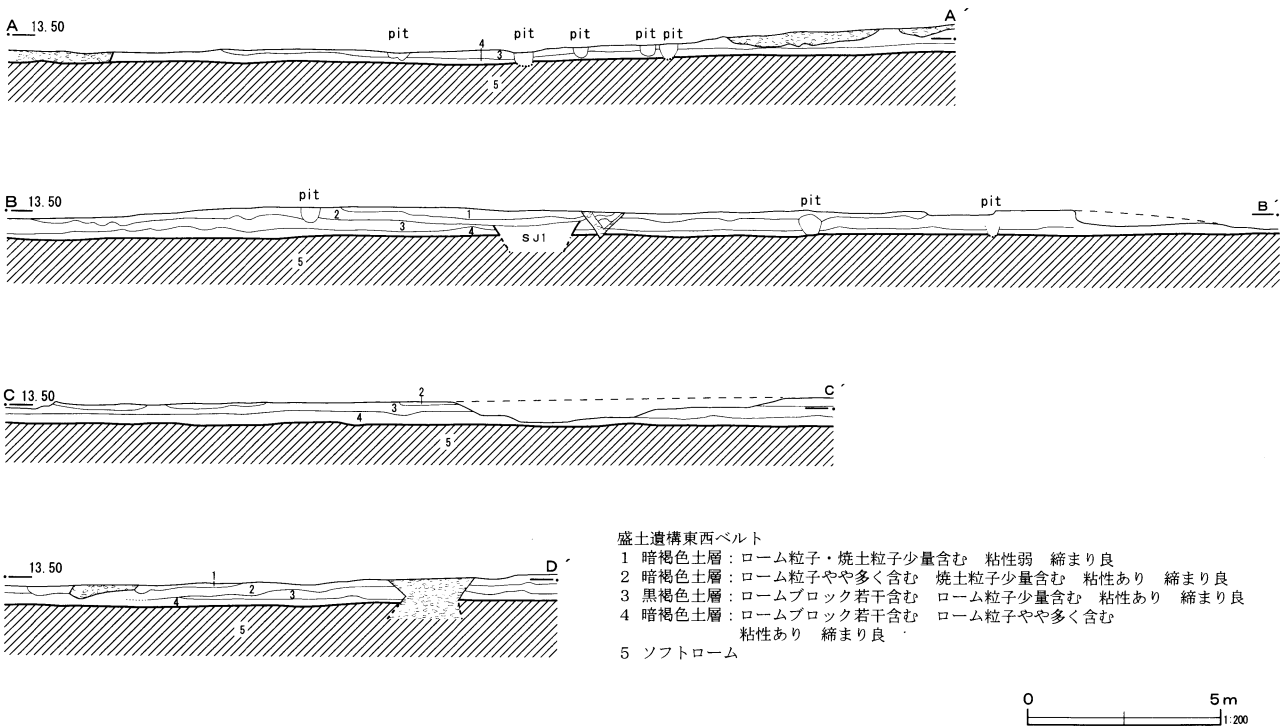 A 13.50 A´
pit pit pit pit pit
4
3
5
B 13.50 B´
pit pit pit
2 1
3 4
SJ1
5
C 13.50 C´
2
3
4
5
13.50 D´
1
2 3
4
5
盛土遺構東西ベルト
1 暗褐色土層：ローム粒子・焼土粒子少量含む 粘性弱 締まり良
2 暗褐色土層：ローム粒子やや多く含む 焼土粒子少量含む 粘性あり 締まり良
3 黒褐色土層：ロームブロック若干含む ローム粒子少量含む 粘性あり 締まり良
4 暗褐色土層：ロームブロック若干含む ローム粒子やや多く含む
粘性あり 締まり良
5 ソフトローム
0 5m
1:200